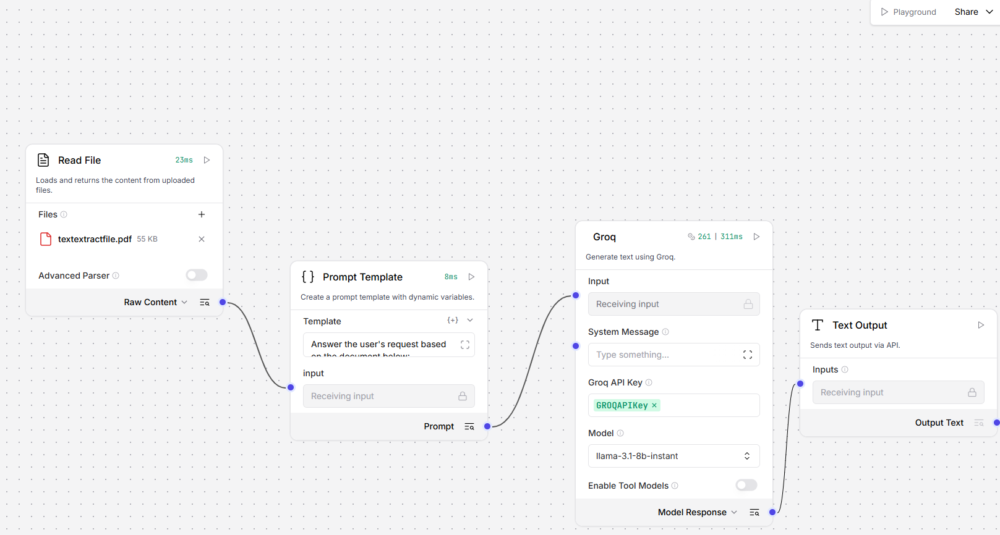 Playground
Share
Read File
23ms
Loads and returns the content from uploaded
files.
Files
textextractfile.pdf 55 KB
Advanced Parser
Raw Content
{ } Prompt Template
8ms
Create a prompt template with dynamic variables.
Template
{+}
Answer the user's request based
on the document below:
input
Receiving input
Prompt
Groq
261 | 311ms
Generate text using Groq.
Input
Receiving input
System Message
Type something...
Groq API Key
GROQAPIKey ×
Model
llama-3.1-8b-instant
Enable Tool Models
Model Response
Text Output
Sends text output via API.
Inputs
Receiving input
Output Text